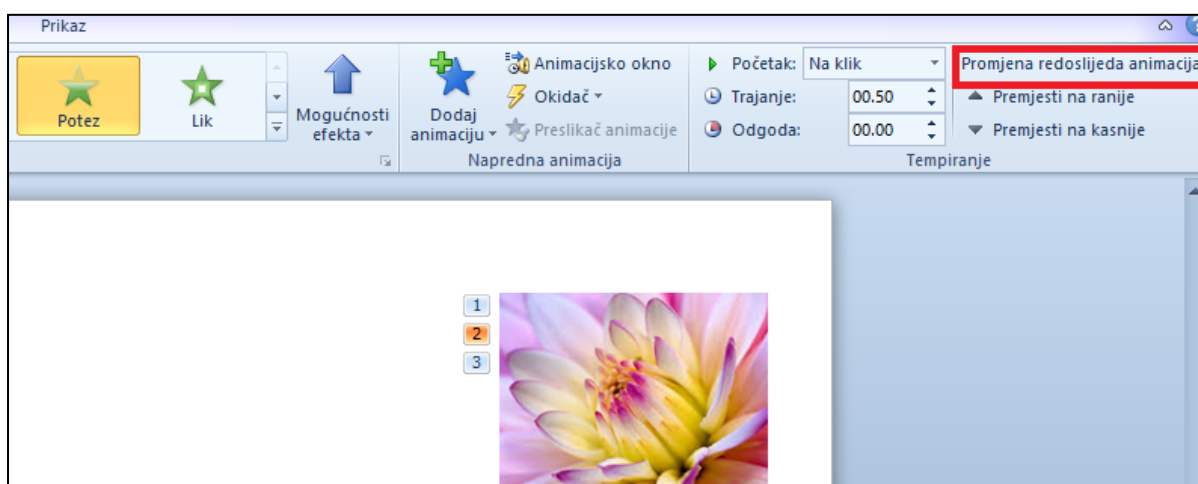 Prikaz
Potez
Lik
Mogućnosti
efekta
Dodaj
animaciju
Animacijsko okno
Okidač
Preslikač animacije
Napredna animacija
Početak: Na klik
Trajanje: 00.50
Odgoda: 00.00
Promjena redoslijeda animacija
Premjesti na ranije
Premjesti na kasnije
Tempiranje
1
2
3